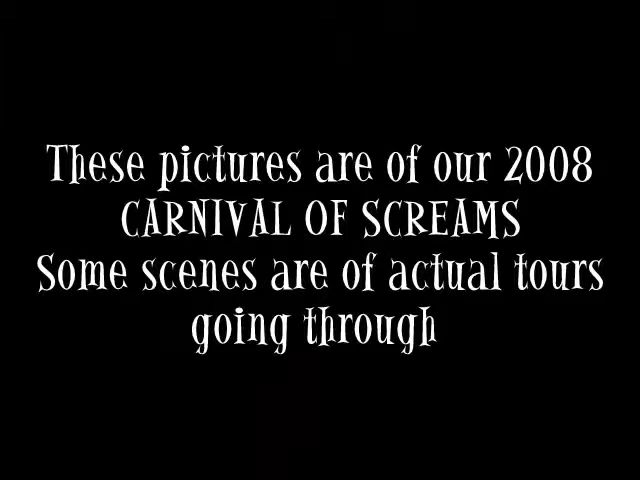 These pictures are of our 2008
CARNIVAL OF SCREAMS
Some scenes are of actual tours
going through